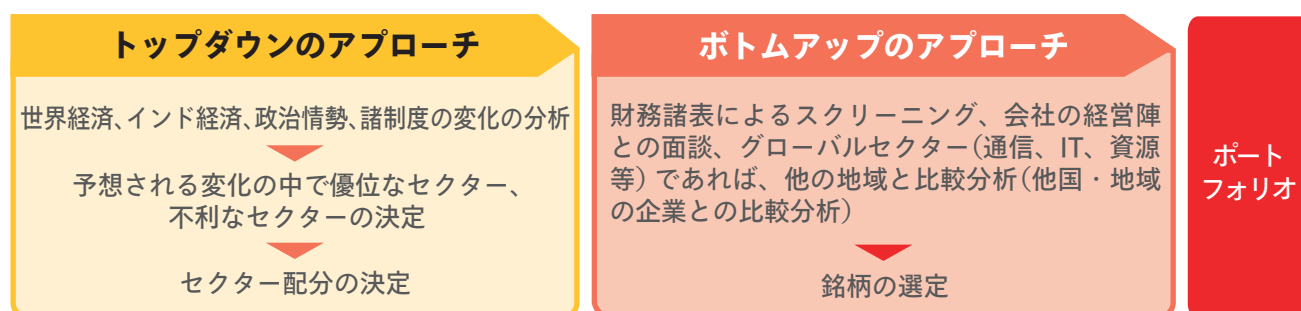 トップダウンのアプローチ
世界経済、インド経済、政治情勢、諸制度の変化の分析
予想される変化の中で優位なセクター、
不利なセクターの決定
セクター配分の決定
ボトムアップのアプローチ
財務諸表によるスクリーニング、会社の経営陣
との面談、グローバルセクター(通信、IT、資源
等)であれば、他の地域と比較分析(他国・地域
の企業との比較分析)
銘柄の選定
ポート
フォリオ